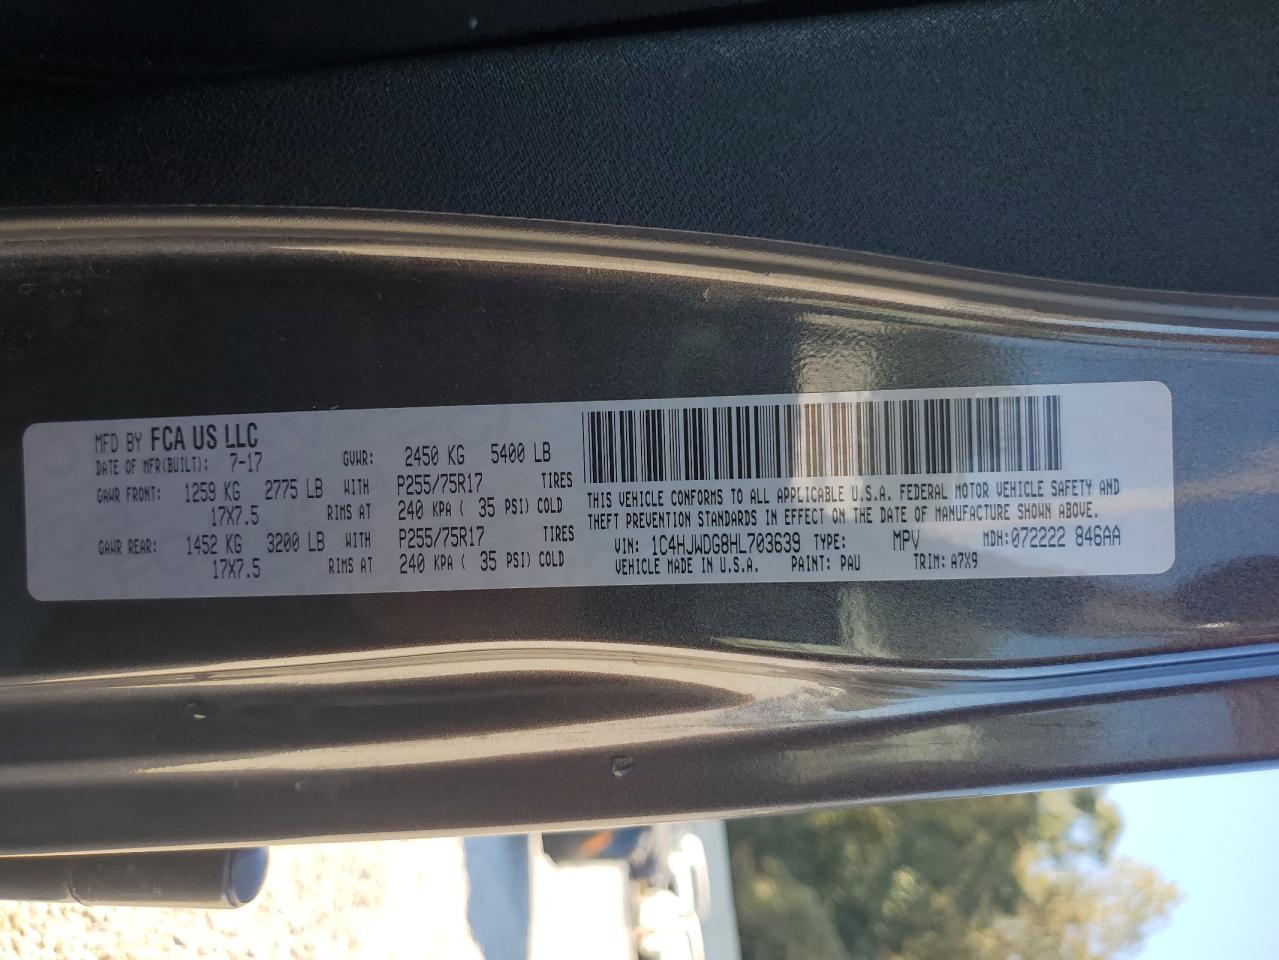 MFD BY FCA US LLC
DATE OF MFR(BUILT): 7-17 GVWR: 2450 KG 5400 LB
GAWR FRONT: 1259 KG 2775 LB WITH P255/75R17 TIRES
17X7.5 RIMS AT 240 KPA ( 35 PSI) COLD
GAWR REAR: 1452 KG 3200 LB WITH P255/75R17 TIRES
17X7.5 RIMS AT 240 KPA ( 35 PSI) COLD
THIS VEHICLE CONFORMS TO ALL APPLICABLE U.S.A. FEDERAL MOTOR VEHICLE SAFETY AND
THEFT PREVENTION STANDARDS IN EFFECT ON THE DATE OF MANUFACTURE SHOWN ABOVE.
VIN: 1C4HJWDG8HL703639 TYPE: MPV MDH: 072222 846AA
VEHICLE MADE IN U.S.A. PAINT: PAU TRIM: A7X9